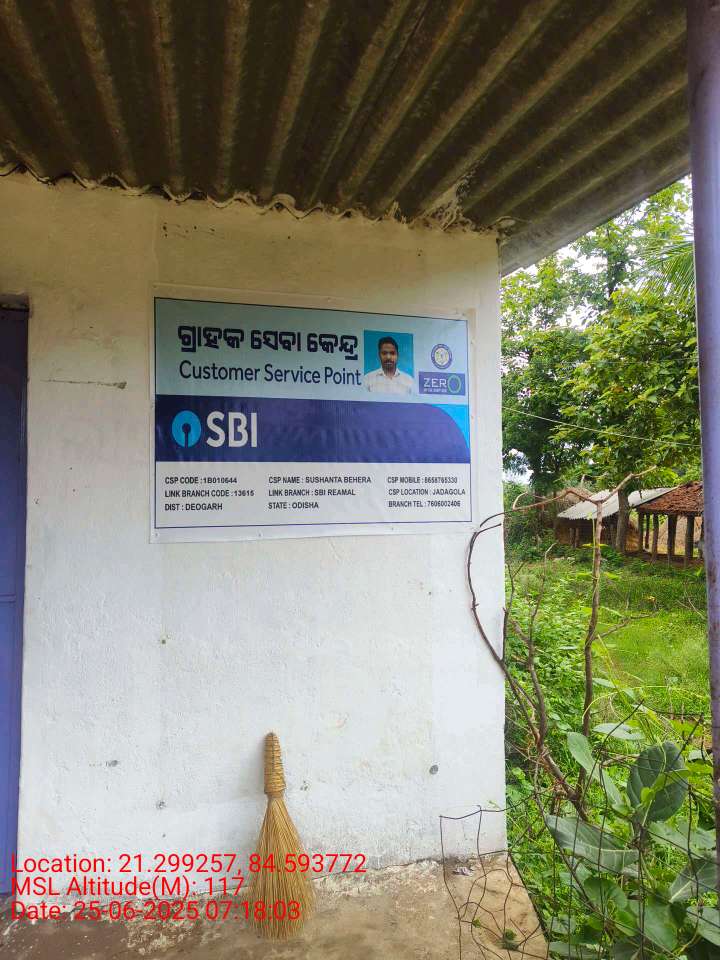 ଗ୍ରାହକ ସେବା କେନ୍ଦ୍ର
Customer Service Point
ZERO
SBI
CSP CODE : 1B010644 CSP NAME : SUSHANTA BEHERA CSP MOBILE : 8658765330
LINK BRANCH CODE : 13615 LINK BRANCH : SBI REAMAL CSP LOCATION : JADAGOLA
DIST : DEOGARH STATE : ODISHA BRANCH TEL : 7606002406
Location: 21.299257, 84.593772
MSL Altitude(M): 117
Date: 25-06-2025 07:18:03